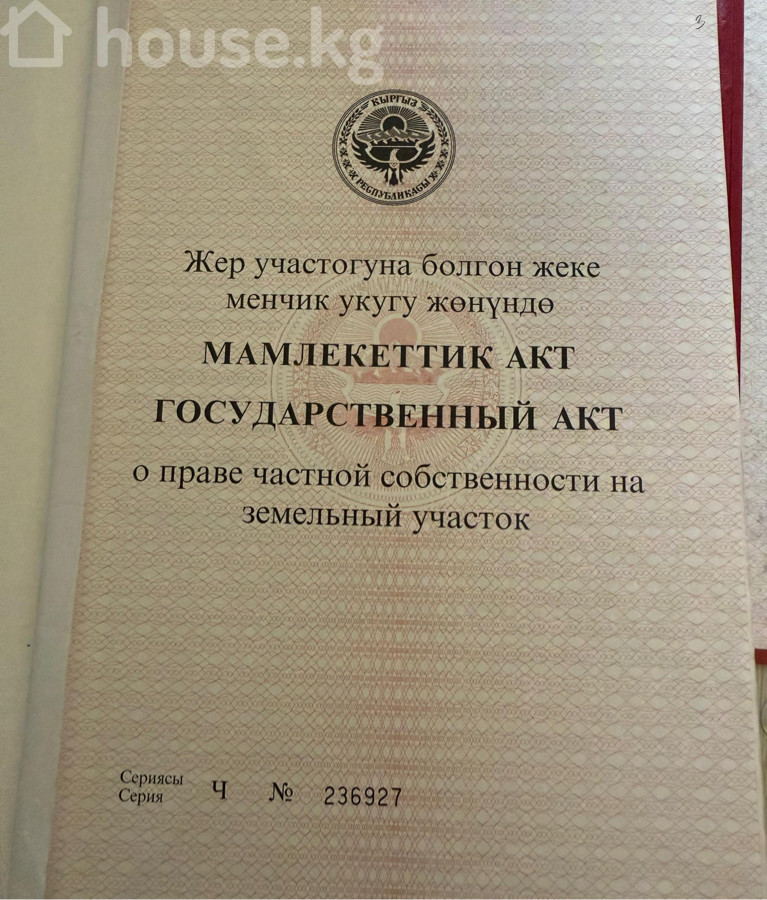 house.kg
3
КЫРГЫЗ
РЕСПУБЛИКАСЫ
Жер участогуна болгон жеке
менчик укугу жөнүндө
МАМЛЕКЕТТИК АКТ
ГОСУДАРСТВЕННЫЙ АКТ
о праве частной собственности на
земельный участок
Сериясы
Серия Ч № 236927